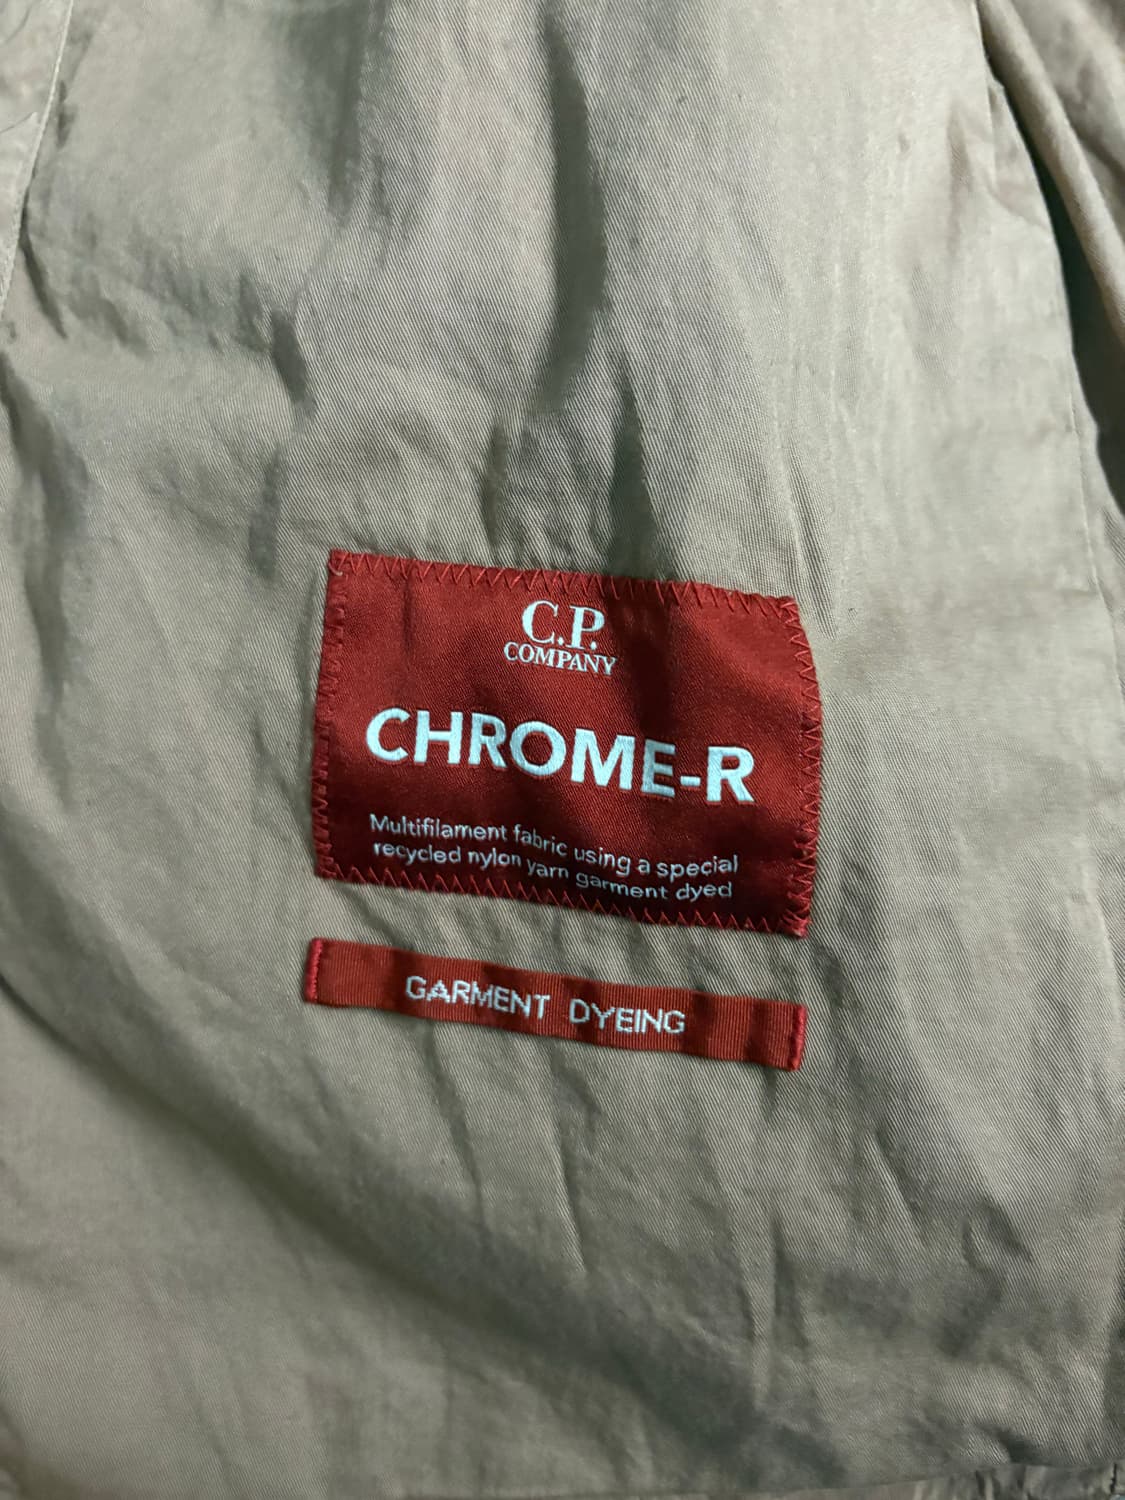 C.P.
COMPANY
CHROME-R
Multifilament fabric using a special
recycled nylon yarn garment dyed
GARMENT DYEING